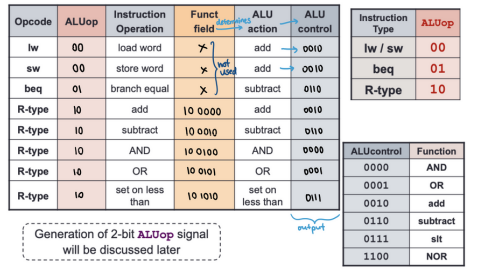 Opcode ALUop Instruction Operation Funct field determines ALU action ALU control
lw 00 load word X add 0010
sw 00 store word X add 0010
not used
beq 01 branch equal X subtract 0110
R-type 10 add 10 0000 add 0010
R-type 10 subtract 10 0010 subtract 0110
R-type 10 AND 10 0100 AND 0000
R-type 10 OR 10 0101 OR 0001
R-type 10 set on less than 10 1010 set on less than 0111
output
Generation of 2-bit ALUop signal
will be discussed later
Instruction Type ALUop
lw / sw 00
beq 01
R-type 10
ALUcontrol Function
0000 AND
0001 OR
0010 add
0110 subtract
0111 slt
1100 NOR